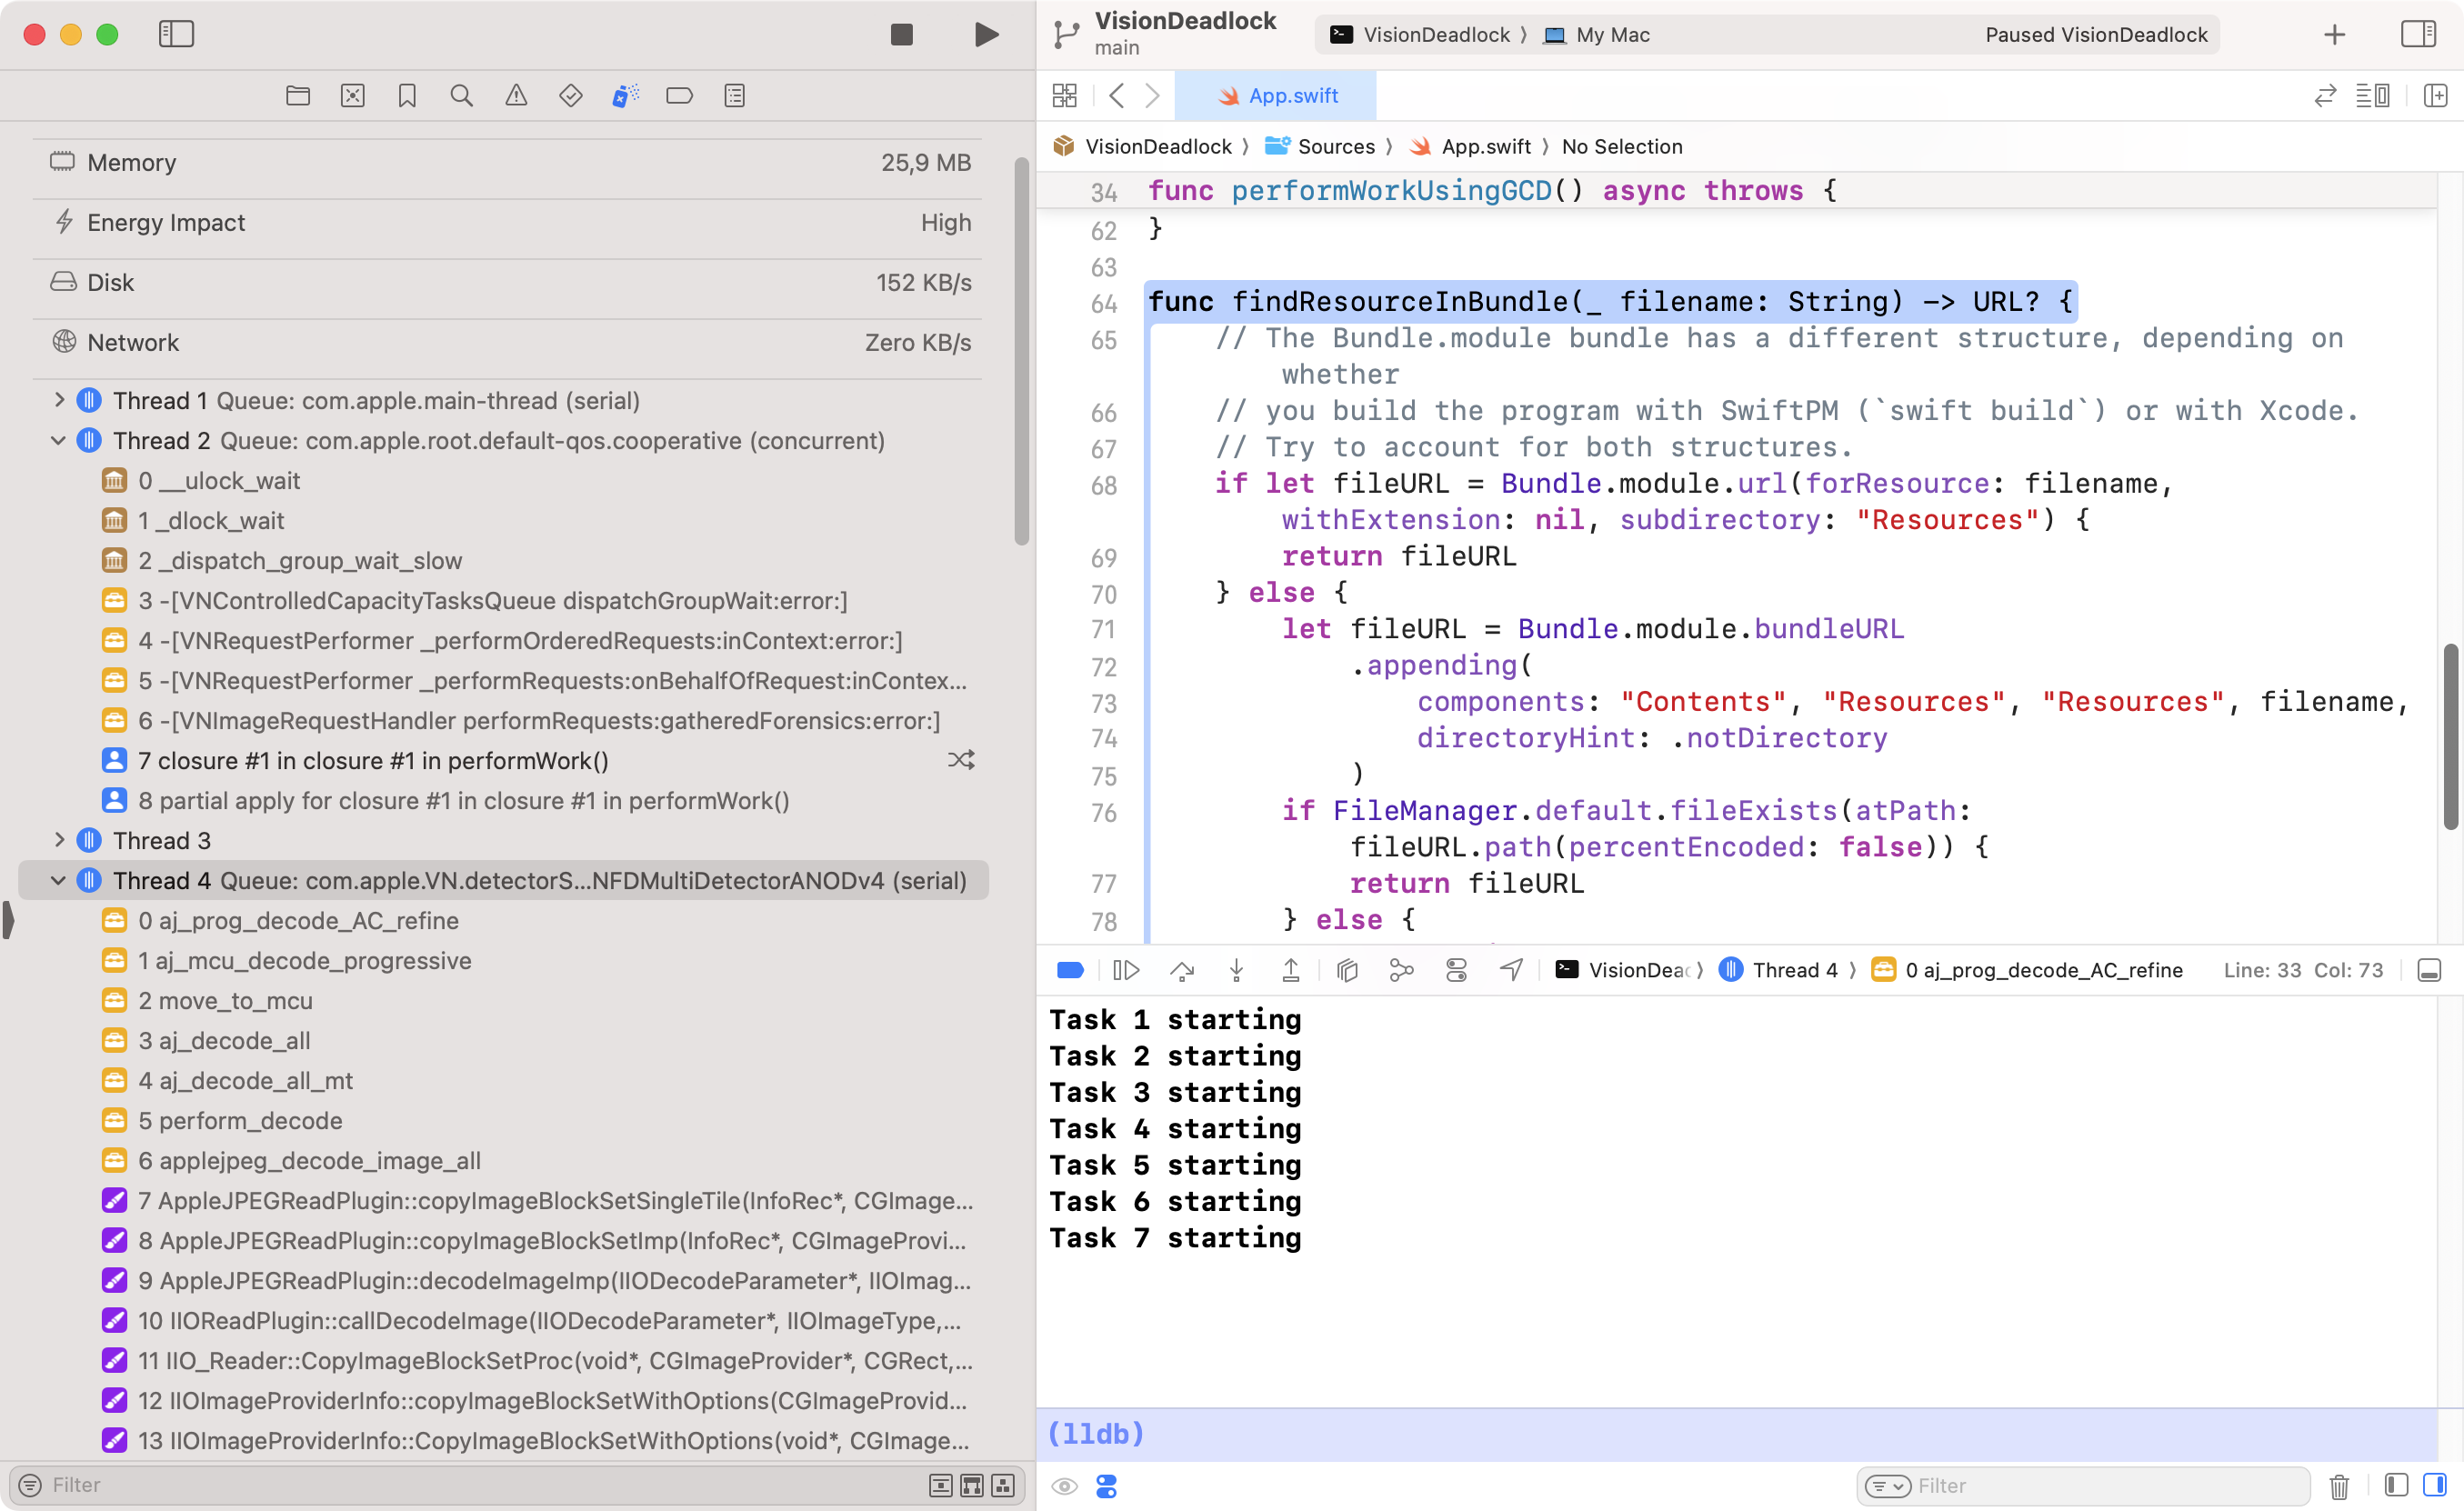 VisionDeadlock
main
VisionDeadlock 〉 My Mac
Paused VisionDeadlock
App.swift
VisionDeadlock 〉 Sources 〉 App.swift 〉 No Selection
Memory 25,9 MB
Energy Impact High
Disk 152 KB/s
Network Zero KB/s
Thread 1 Queue: com.apple.main-thread (serial)
Thread 2 Queue: com.apple.root.default-qos.cooperative (concurrent)
0 __ulock_wait
1 _dlock_wait
2 _dispatch_group_wait_slow
3 -[VNControlledCapacityTasksQueue dispatchGroupWait:error:]
4 -[VNRequestPerformer _performOrderedRequests:inContext:error:]
5 -[VNRequestPerformer _performRequests:onBehalfOfRequest:inContex...
6 -[VNImageRequestHandler performRequests:gatheredForensics:error:]
7 closure #1 in closure #1 in performWork()
8 partial apply for closure #1 in closure #1 in performWork()
Thread 3
Thread 4 Queue: com.apple.VN.detectorS...NFDMultiDetectorANODv4 (serial)
0 aj_prog_decode_AC_refine
1 aj_mcu_decode_progressive
2 move_to_mcu
3 aj_decode_all
4 aj_decode_all_mt
5 perform_decode
6 applejpeg_decode_image_all
7 AppleJPEGReadPlugin::copyImageBlockSetSingleTile(InfoRec*, CGImage...
8 AppleJPEGReadPlugin::copyImageBlockSetImp(InfoRec*, CGImageProvi...
9 AppleJPEGReadPlugin::decodeImageImp(IIODecodeParameter*, IIOImag...
10 IIOReadPlugin::callDecodeImage(IIODecodeParameter*, IIOImageType,...
11 IIO_Reader::CopyImageBlockSetProc(void*, CGImageProvider*, CGRect,...
12 IIOImageProviderInfo::copyImageBlockSetWithOptions(CGImageProvid...
13 IIOImageProviderInfo::CopyImageBlockSetWithOptions(void*, CGImage...
Filter
34 func performWorkUsingGCD() async throws {
62 }
63
64 func findResourceInBundle(_ filename: String) -> URL? {
65 // The Bundle.module bundle has a different structure, depending on
whether
66 // you build the program with SwiftPM (`swift build`) or with Xcode.
67 // Try to account for both structures.
68 if let fileURL = Bundle.module.url(forResource: filename,
withExtension: nil, subdirectory: "Resources") {
69 return fileURL
70 } else {
71 let fileURL = Bundle.module.bundleURL
72 .appending(
73 components: "Contents", "Resources", "Resources", filename,
74 directoryHint: .notDirectory
75 )
76 if FileManager.default.fileExists(atPath:
fileURL.path(percentEncoded: false)) {
77 return fileURL
78 } else {
VisionDeac 〉 Thread 4 〉 0 aj_prog_decode_AC_refine
Line: 33 Col: 73
Task 1 starting
Task 2 starting
Task 3 starting
Task 4 starting
Task 5 starting
Task 6 starting
Task 7 starting
(lldb)
Filter